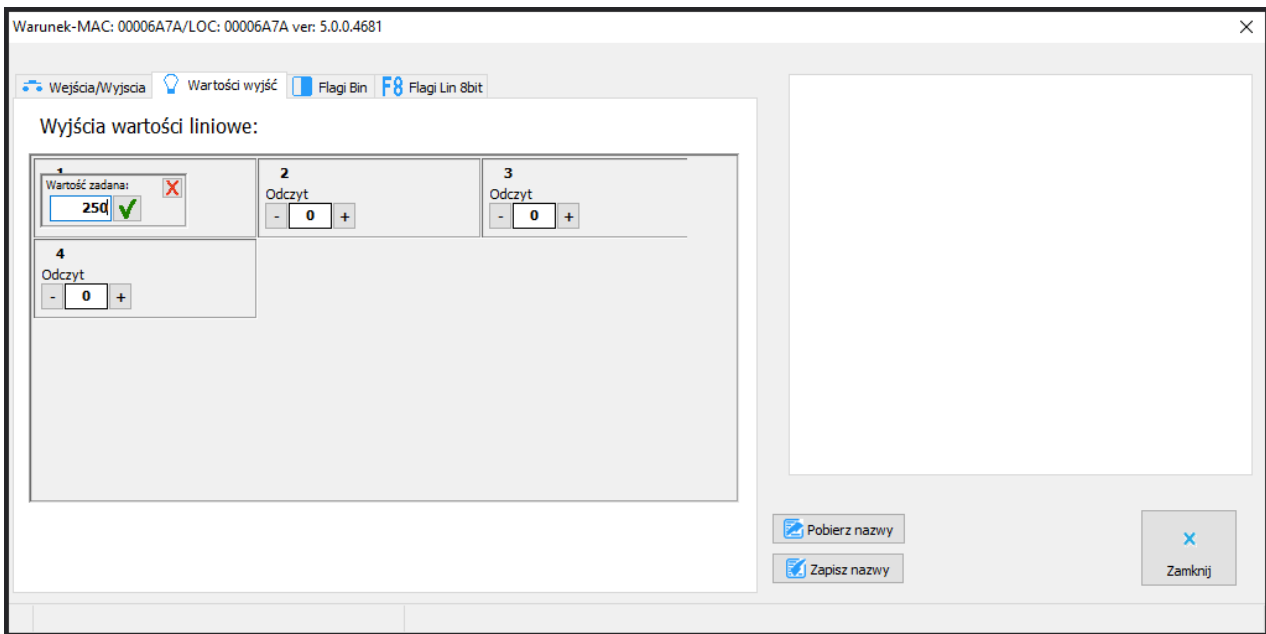 Warunek-MAC: 00006A7A/LOC: 00006A7A ver: 5.0.0.4681
Wejścia/Wyjscia Wartości wyjść Flagi Bin F8 Flagi Lin 8bit
Wyjścia wartości liniowe:
1 2 3
Wartość zadana: Odczyt Odczyt
250 - 0 + - 0 +
4
Odczyt
- 0 +
Pobierz nazwy
Zapisz nazwy
Zamknij